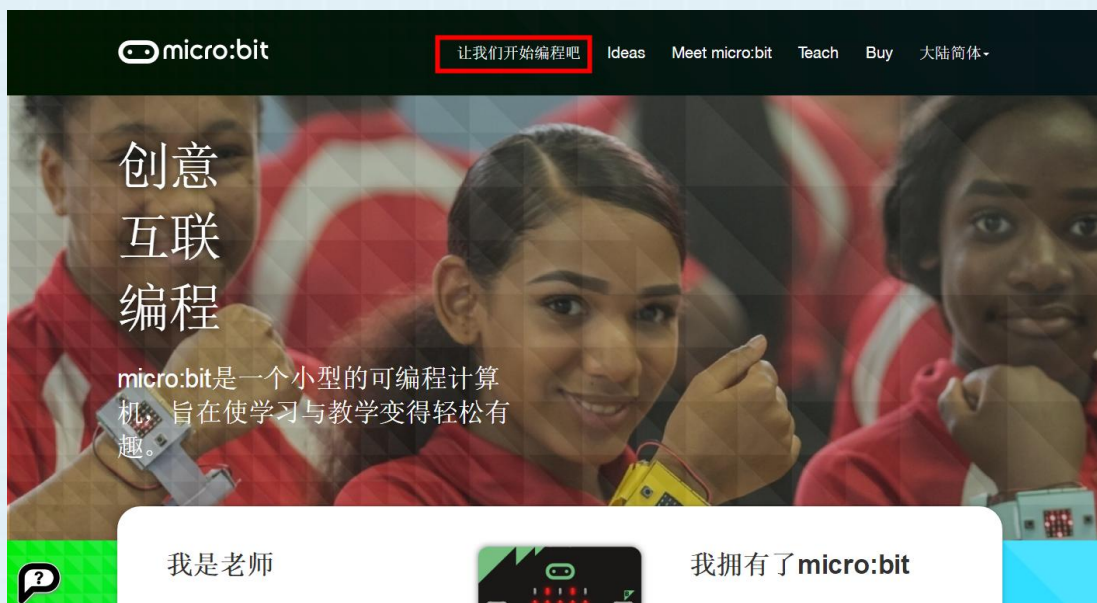 micro:bit
让我们开始编程吧 Ideas Meet micro:bit Teach Buy 大陆简体
创意
互联
编程
micro:bit是一个小型的可编程计算
机，旨在使学习与教学变得轻松有
趣。
我是老师
我拥有了micro:bit
?